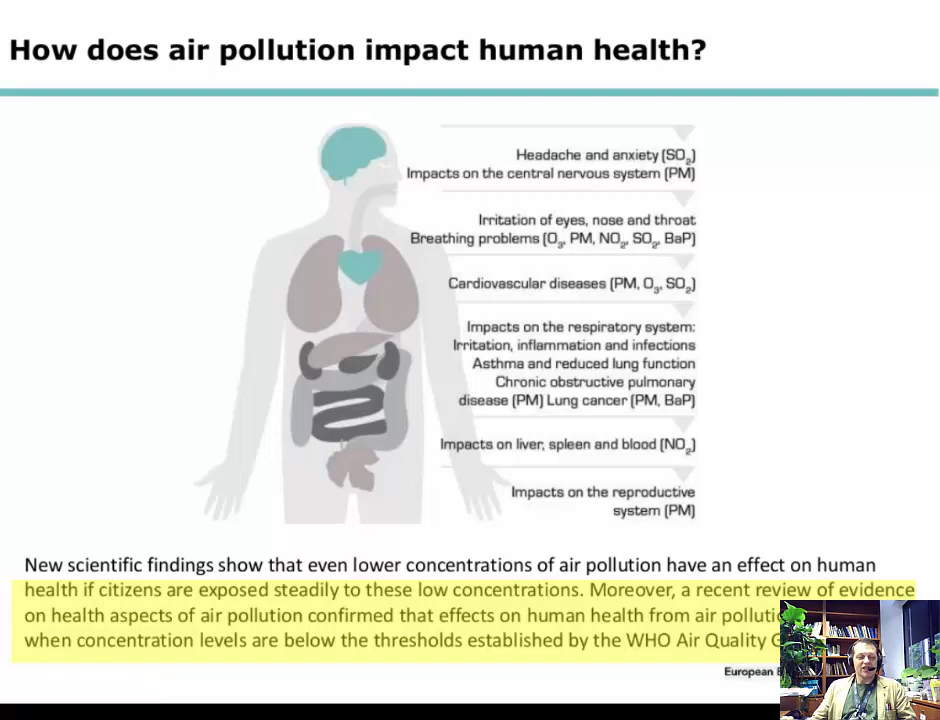 How does air pollution impact human health?
Headache and anxiety (SO₂)
Impacts on the central nervous system (PM)
Irritation of eyes, nose and throat
Breathing problems (O₃, PM, NO₂, SO₂, BaP)
Cardiovascular diseases (PM, O₃, SO₂)
Impacts on the respiratory system:
Irritation, inflammation and infections
Asthma and reduced lung function
Chronic obstructive pulmonary
disease (PM) Lung cancer (PM, BaP)
Impacts on liver, spleen and blood (NO₂)
Impacts on the reproductive
system (PM)
New scientific findings show that even lower concentrations of air pollution have an effect on human
health if citizens are exposed steadily to these low concentrations. Moreover, a recent review of evidence
on health aspects of air pollution confirmed that effects on human health from air
when concentration levels are below the thresholds established by the WHO Air Quality
European